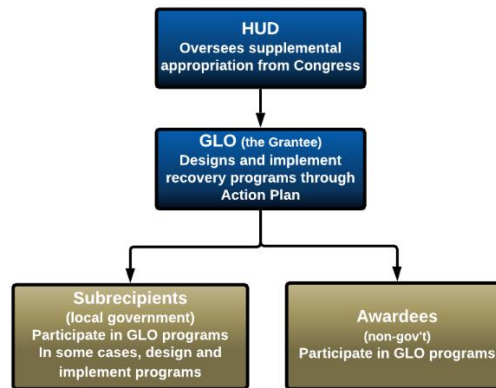 HUD
Oversees supplemental
appropriation from Congress
GLO (the Grantee)
Designs and implement
recovery programs through
Action Plan
Subrecipients
(local government)
Participate in GLO programs
In some cases, design and
implement programs
Awardees
(non-gov't)
Participate in GLO programs